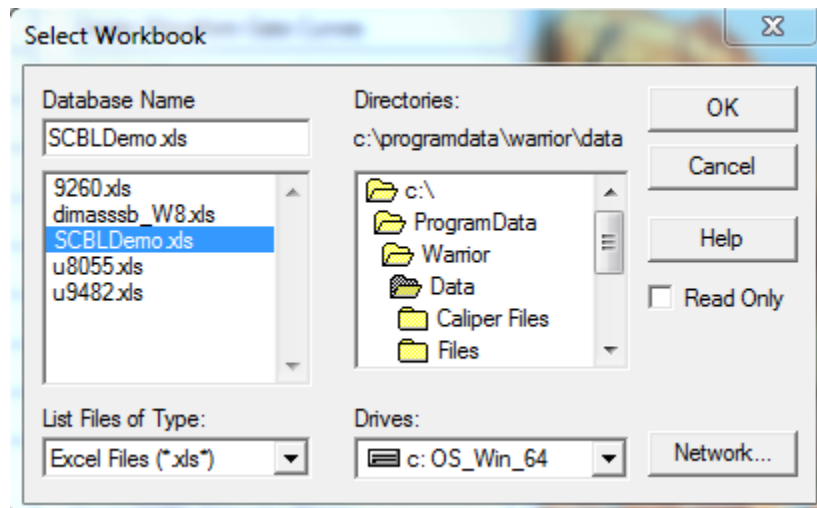 Select Workbook
Database Name
SCBLDemo.xls
9260.xls
dimasssb_W8.xls
SCBLDemo.xls
u8055.xls
u9482.xls
List Files of Type:
Excel Files (*.xls*)
Directories:
c:\programdata\warrior\data
c:\
ProgramData
Warrior
Data
Caliper Files
Files
Drives:
c: OS_Win_64
OK
Cancel
Help
Read Only
Network...